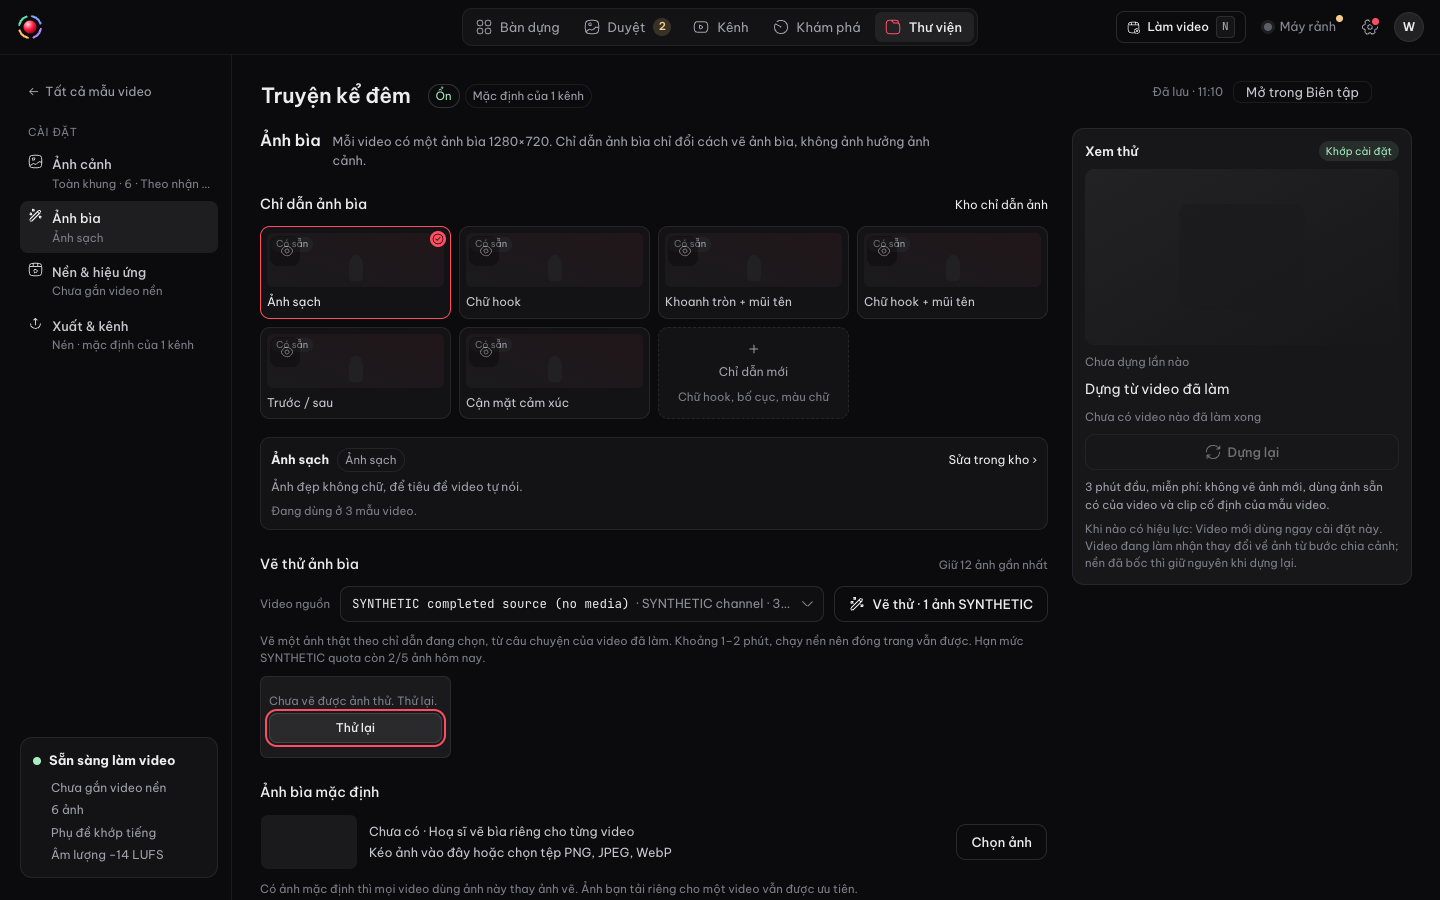 Bàn dựng
Duyệt 2
Kênh
Khám phá
Thư viện
Làm video N
Máy rảnh
W
← Tất cả mẫu video
CÀI ĐẶT
Ảnh cảnh
Toàn khung · 6 · Theo nhận ...
Ảnh bìa
Ảnh sạch
Nền & hiệu ứng
Chưa gắn video nền
Xuất & kênh
Nén · mặc định của 1 kênh
Sẵn sàng làm video
Chưa gắn video nền
6 ảnh
Phụ đề khớp tiếng
Âm lượng -14 LUFS
Truyện kể đêm
Ổn
Mặc định của 1 kênh
Đã lưu · 11:10
Mở trong Biên tập
Ảnh bìa
Mỗi video có một ảnh bìa 1280×720. Chỉ dẫn ảnh bìa chỉ đổi cách vẽ ảnh bìa, không ảnh hưởng ảnh
cảnh.
Chỉ dẫn ảnh bìa
Kho chỉ dẫn ảnh
Có sẵn
Ảnh sạch
Có sẵn
Chữ hook
Có sẵn
Khoanh tròn + mũi tên
Có sẵn
Chữ hook + mũi tên
Có sẵn
Trước / sau
Có sẵn
Cận mặt cảm xúc
+
Chỉ dẫn mới
Chữ hook, bố cục, màu chữ
Ảnh sạch
Ảnh sạch
Sửa trong kho ›
Ảnh đẹp không chữ, để tiêu đề video tự nói.
Đang dùng ở 3 mẫu video.
Vẽ thử ảnh bìa
Giữ 12 ảnh gần nhất
Video nguồn
SYNTHETIC completed source (no media) · SYNTHETIC channel · 3...
Vẽ thử · 1 ảnh SYNTHETIC
Vẽ một ảnh thật theo chỉ dẫn đang chọn, từ câu chuyện của video đã làm. Khoảng 1–2 phút, chạy nền nên đóng trang vẫn được. Hạn mức
SYNTHETIC quota còn 2/5 ảnh hôm nay.
Chưa vẽ được ảnh thử. Thử lại.
Thử lại
Ảnh bìa mặc định
Chưa có · Hoạ sĩ vẽ bìa riêng cho từng video
Kéo ảnh vào đây hoặc chọn tệp PNG, JPEG, WebP
Chọn ảnh
Có ảnh mặc định thì mọi video dùng ảnh này thay ảnh vẽ. Ảnh bạn tải riêng cho một video vẫn được ưu tiên.
Xem thử
Khớp cài đặt
Chưa dựng lần nào
Dựng từ video đã làm
Chưa có video nào đã làm xong
Dựng lại
3 phút đầu, miễn phí: không vẽ ảnh mới, dùng ảnh sẵn
có của video và clip cố định của mẫu video.
Khi nào có hiệu lực: Video mới dùng ngay cài đặt này.
Video đang làm nhận thay đổi về ảnh từ bước chia cảnh;
nền đã bốc thì giữ nguyên khi dựng lại.